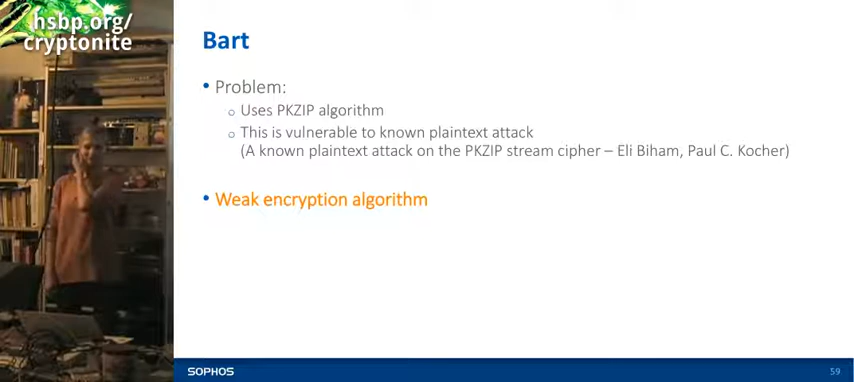 hsbp.org/
cryptonite
Bart
• Problem:
o Uses PKZIP algorithm
o This is vulnerable to known plaintext attack
(A known plaintext attack on the PKZIP stream cipher – Eli Biham, Paul C. Kocher)
• Weak encryption algorithm
SOPHOS
59